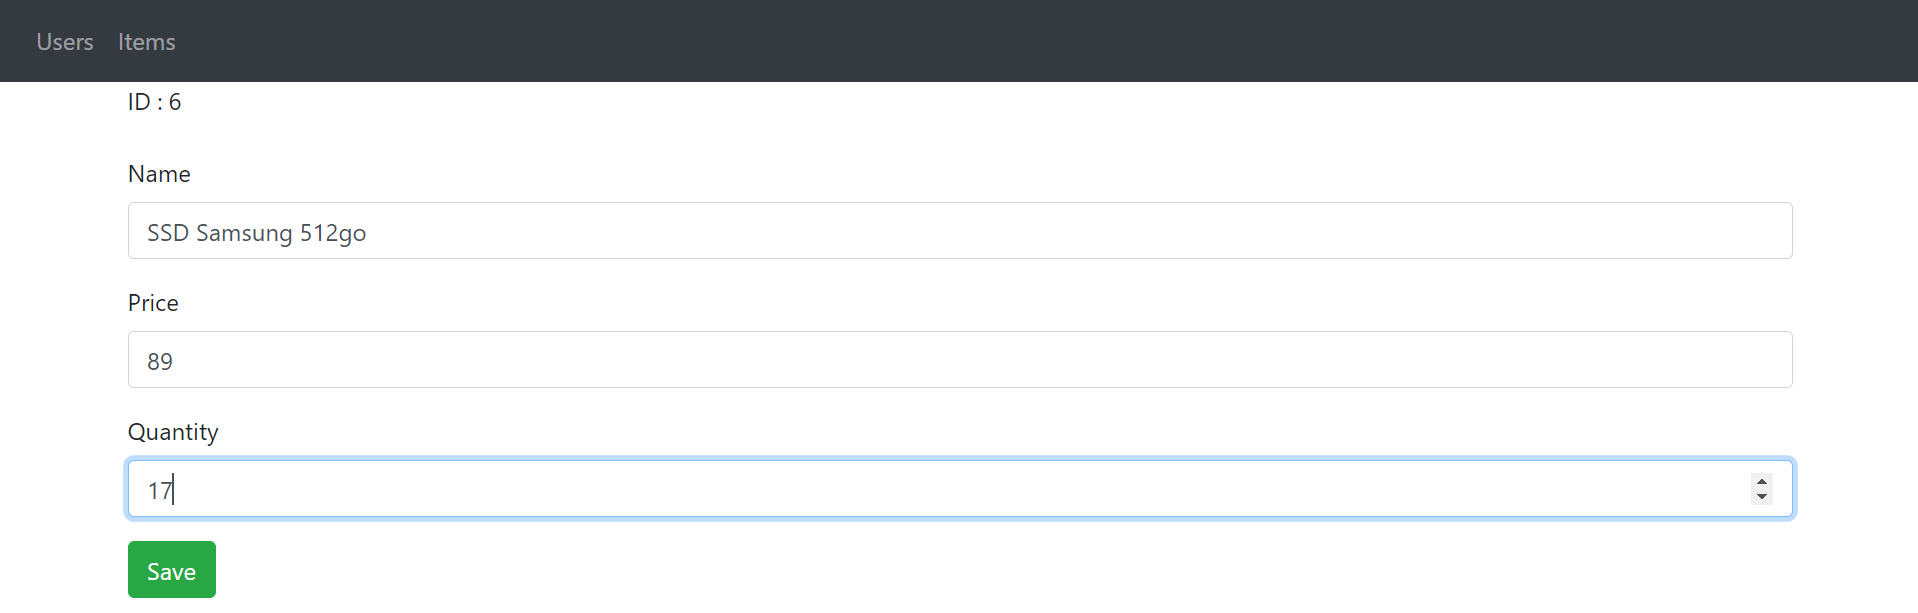 Users Items
ID : 6
Name
SSD Samsung 512go
Price
89
Quantity
17
Save